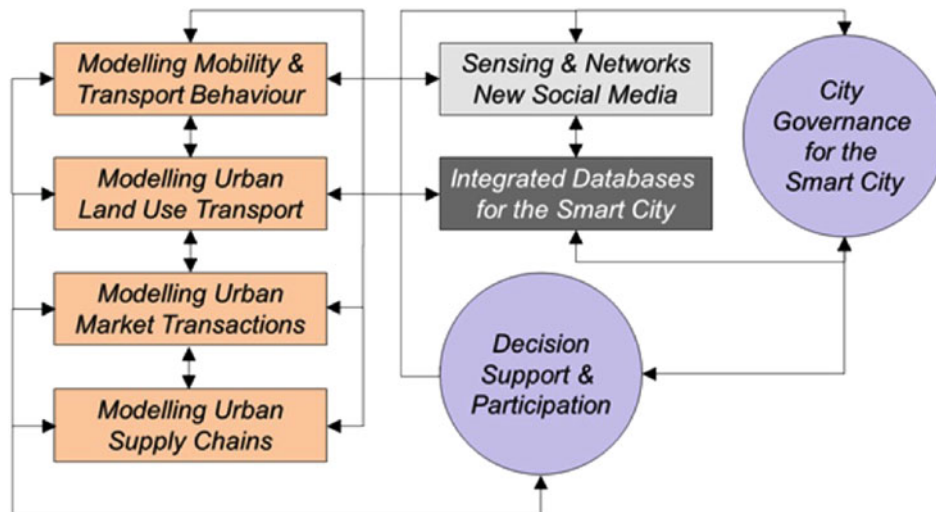 Modelling Mobility &
Transport Behaviour
Sensing & Networks
New Social Media
City
Governance
for the
Smart City
Modelling Urban
Land Use Transport
Integrated Databases
for the Smart City
Modelling Urban
Market Transactions
Decision
Support &
Participation
Modelling Urban
Supply Chains